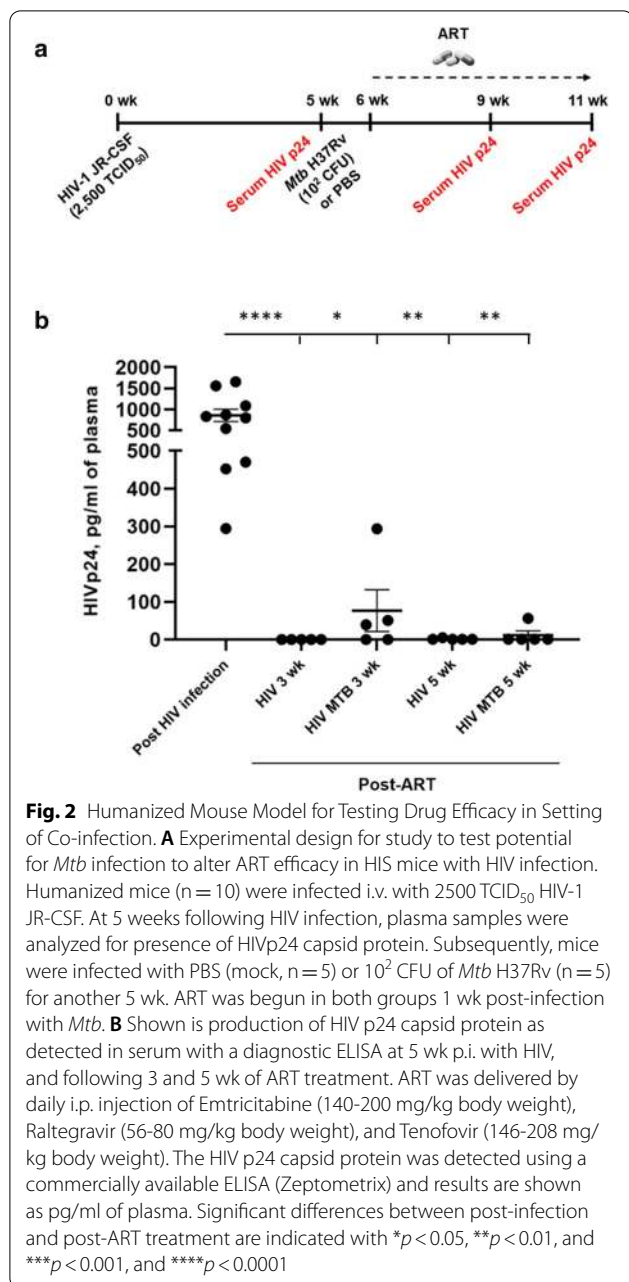 a
ART
0 wk
5 wk
6 wk
9 wk
11 wk
HIV-1 JR-CSF
(2,500 TCID₅₀)
Serum HIV p24
Mtb H37Rv
(10² CFU)
or PBS
Serum HIV p24
Serum HIV p24
b
**** * ** **
HIVp24, pg/ml of plasma
2000
1500
1000
500
500
400
300
200
100
0
Post HIV infection
HIV 3 wk
HIV MTB 3 wk
HIV 5 wk
HIV MTB 5 wk
Post-ART
Fig. 2 Humanized Mouse Model for Testing Drug Efficacy in Setting
of Co-infection. A Experimental design for study to test potential
for Mtb infection to alter ART efficacy in HIS mice with HIV infection.
Humanized mice (n = 10) were infected i.v. with 2500 TCID₅₀ HIV-1
JR-CSF. At 5 weeks following HIV infection, plasma samples were
analyzed for presence of HIVp24 capsid protein. Subsequently, mice
were infected with PBS (mock, n = 5) or 10² CFU of Mtb H37Rv (n = 5)
for another 5 wk. ART was begun in both groups 1 wk post-infection
with Mtb. B Shown is production of HIV p24 capsid protein as
detected in serum with a diagnostic ELISA at 5 wk p.i. with HIV,
and following 3 and 5 wk of ART treatment. ART was delivered by
daily i.p. injection of Emtricitabine (140-200 mg/kg body weight),
Raltegravir (56-80 mg/kg body weight), and Tenofovir (146-208 mg/
kg body weight). The HIV p24 capsid protein was detected using a
commercially available ELISA (Zeptometrix) and results are shown
as pg/ml of plasma. Significant differences between post-infection
and post-ART treatment are indicated with *p < 0.05, **p < 0.01, and
***p < 0.001, and ****p < 0.0001